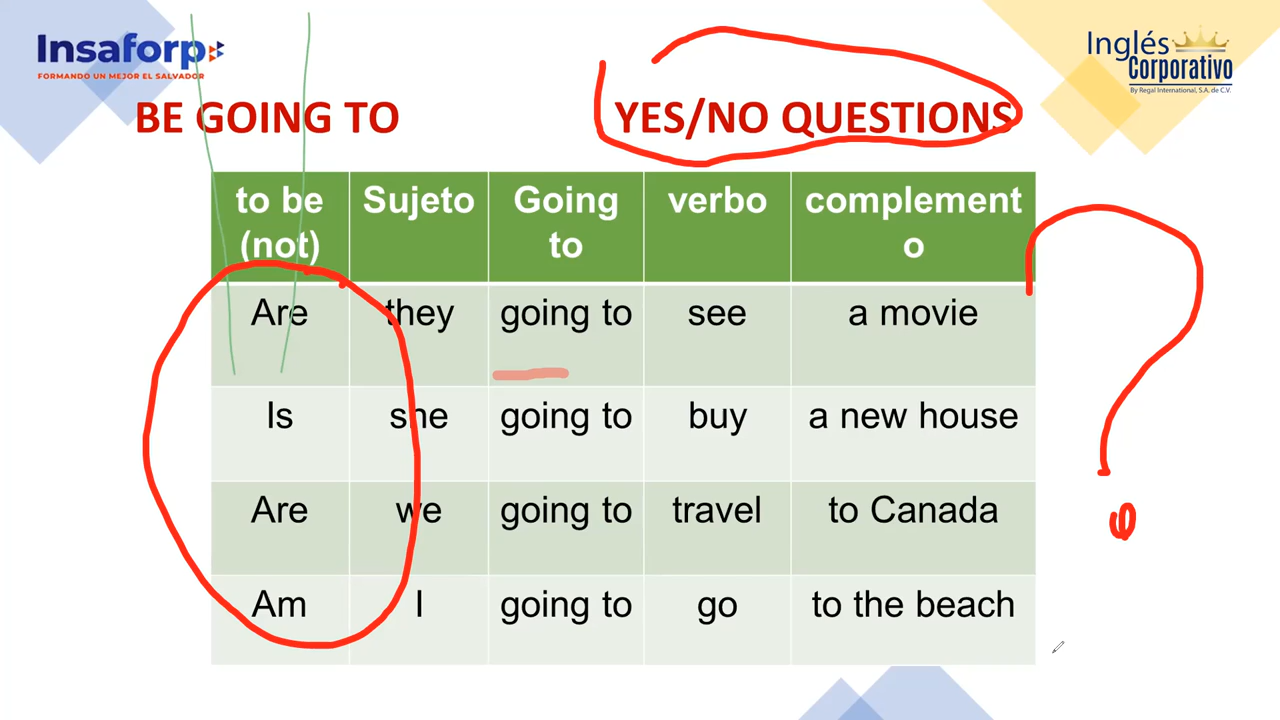 Insaforp
FORMANDO UN MEJOR EL SALVADOR
Inglés
Corporativo
By Regal International, S.A. de C.V.
BE GOING TO YES/NO QUESTIONS
to be (not) Sujeto Going to verbo complemento
Are they going to see a movie
Is she going to buy a new house
Are we going to travel to Canada
Am I going to go to the beach
?